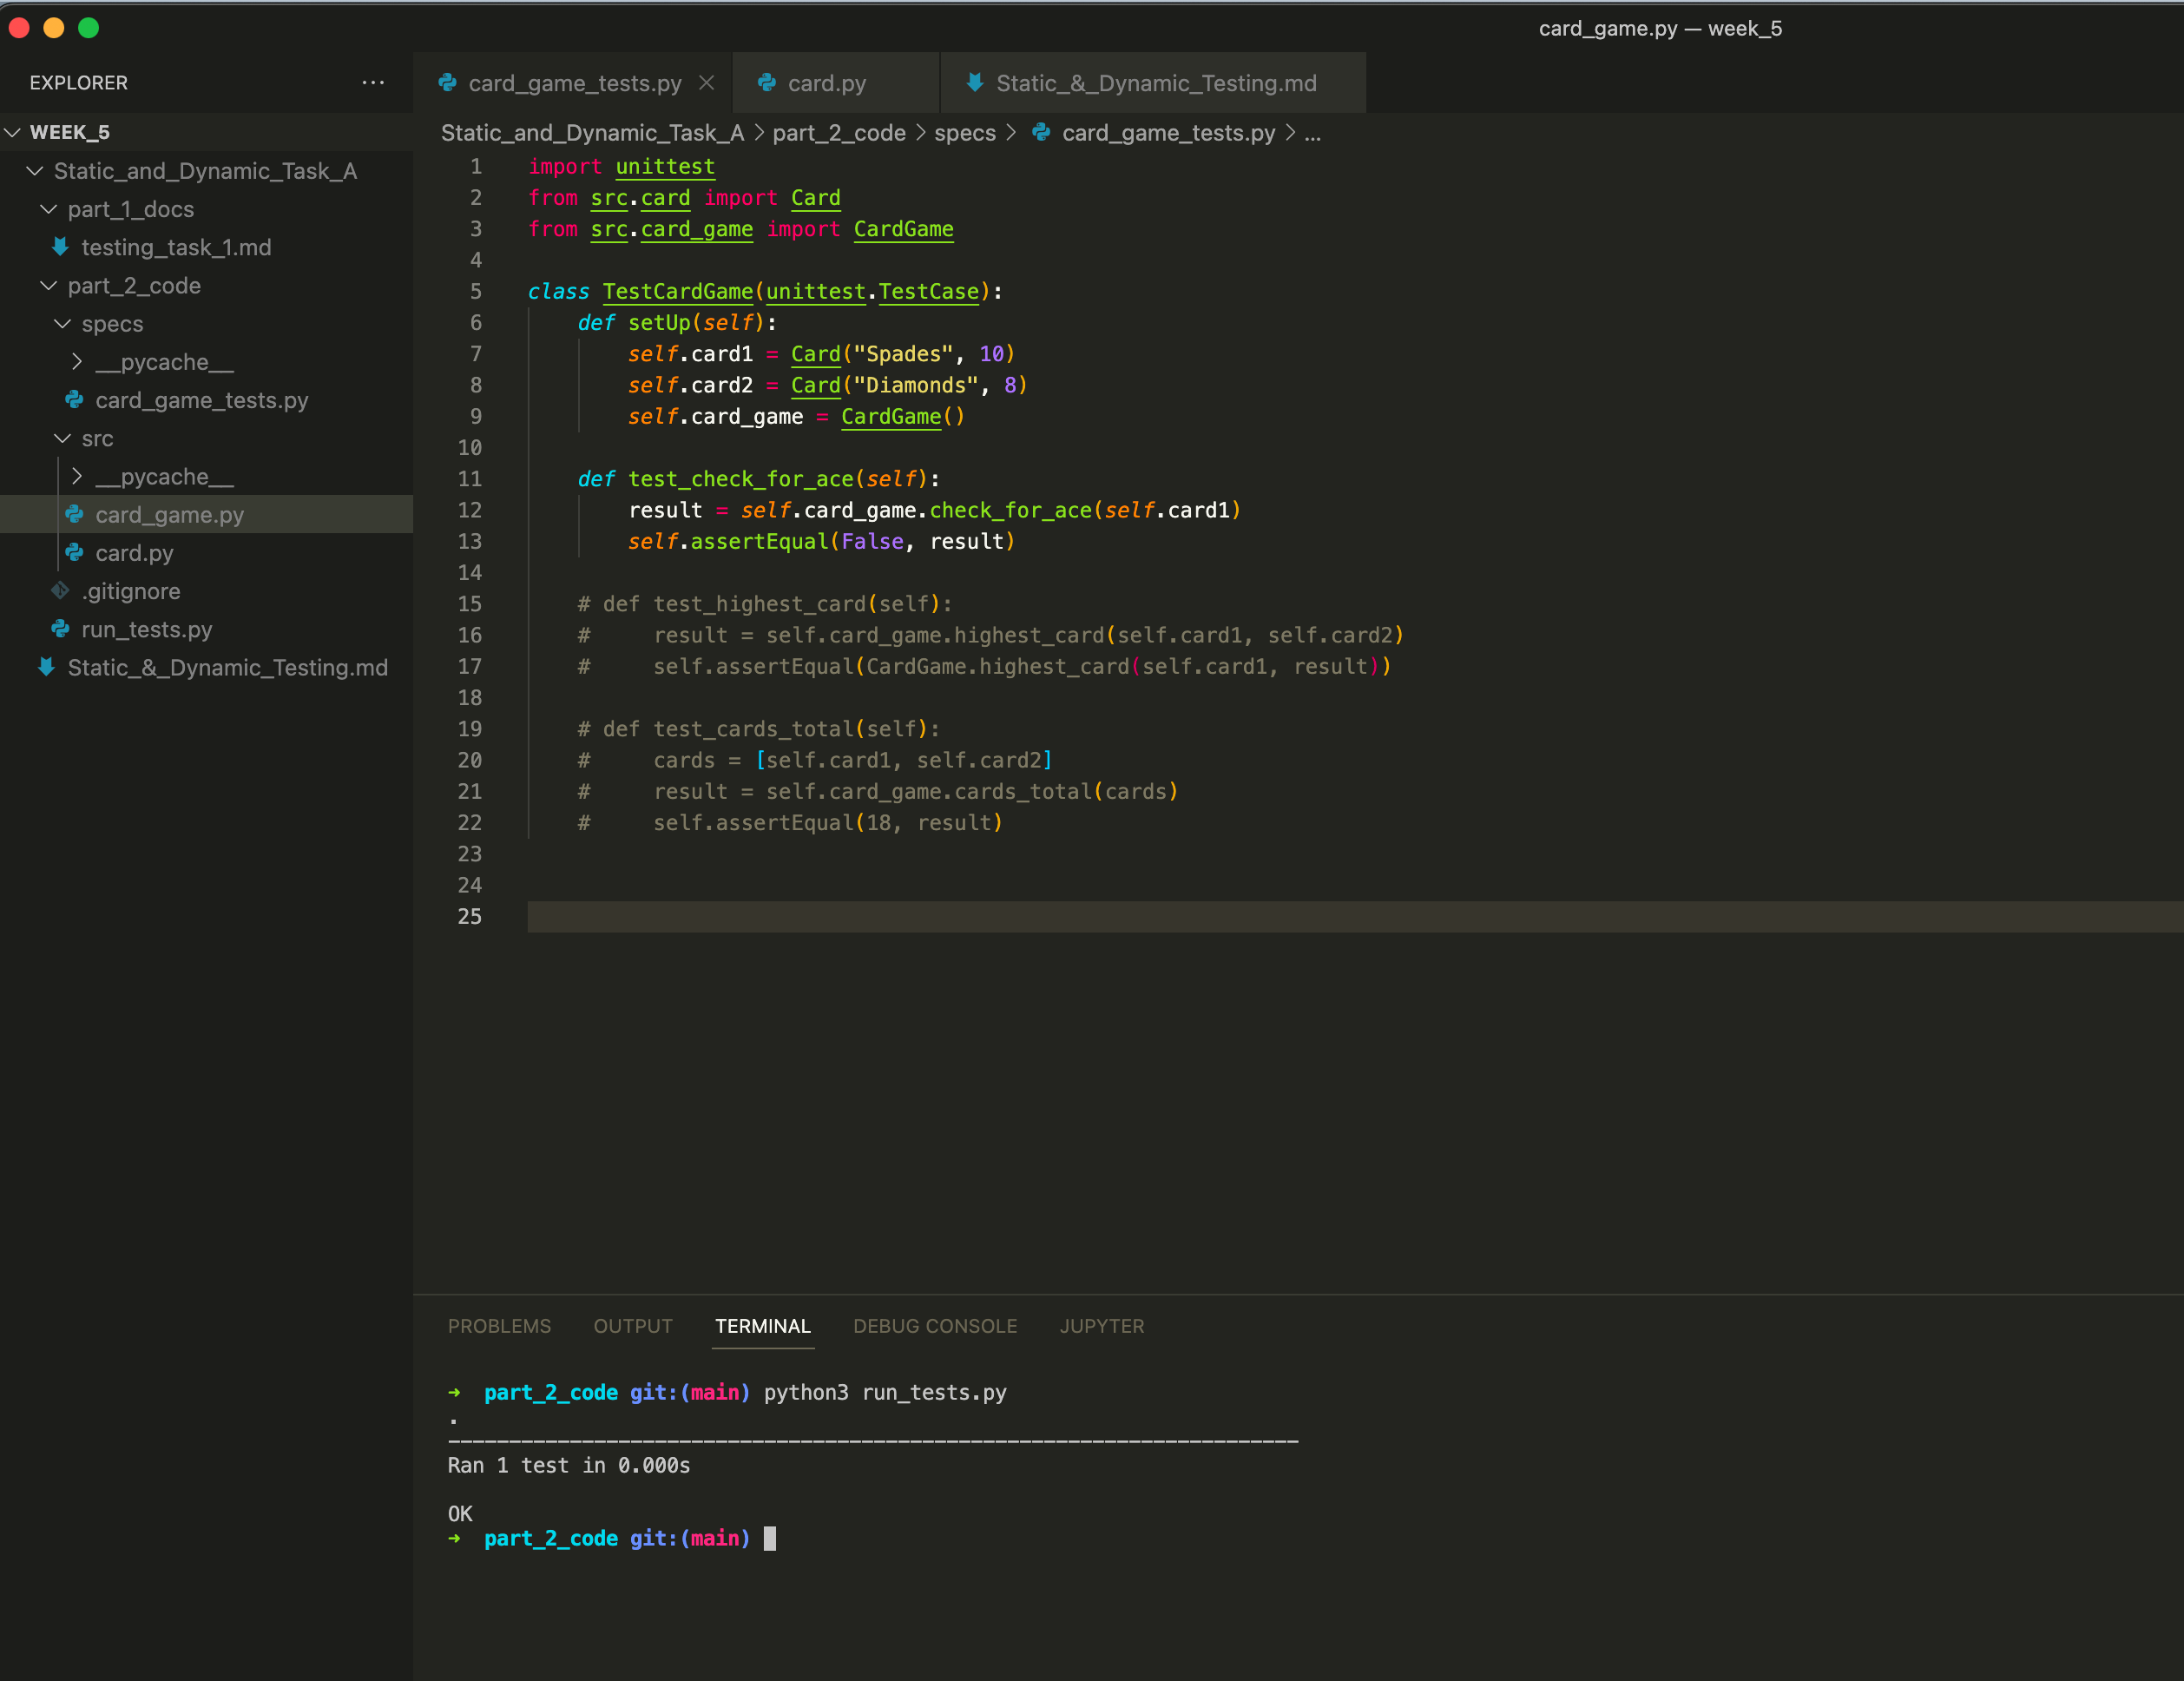 card_game.py — week_5
EXPLORER
card_game_tests.py
card.py
Static_&_Dynamic_Testing.md
WEEK_5
Static_and_Dynamic_Task_A
part_1_docs
testing_task_1.md
part_2_code
specs
__pycache__
card_game_tests.py
src
__pycache__
card_game.py
card.py
.gitignore
run_tests.py
Static_&_Dynamic_Testing.md
Static_and_Dynamic_Task_A > part_2_code > specs > card_game_tests.py > ...
1 import unittest
2 from src.card import Card
3 from src.card_game import CardGame
4
5 class TestCardGame(unittest.TestCase):
6     def setUp(self):
7         self.card1 = Card("Spades", 10)
8         self.card2 = Card("Diamonds", 8)
9         self.card_game = CardGame()
10
11     def test_check_for_ace(self):
12         result = self.card_game.check_for_ace(self.card1)
13         self.assertEqual(False, result)
14
15     # def test_highest_card(self):
16     #     result = self.card_game.highest_card(self.card1, self.card2)
17     #     self.assertEqual(CardGame.highest_card(self.card1, result))
18
19     # def test_cards_total(self):
20     #     cards = [self.card1, self.card2]
21     #     result = self.card_game.cards_total(cards)
22     #     self.assertEqual(18, result)
23
24
25
PROBLEMS OUTPUT TERMINAL DEBUG CONSOLE JUPYTER
→ part_2_code git:(main) python3 run_tests.py
.
----------------------------------------------------------------------
Ran 1 test in 0.000s
OK
→ part_2_code git:(main)